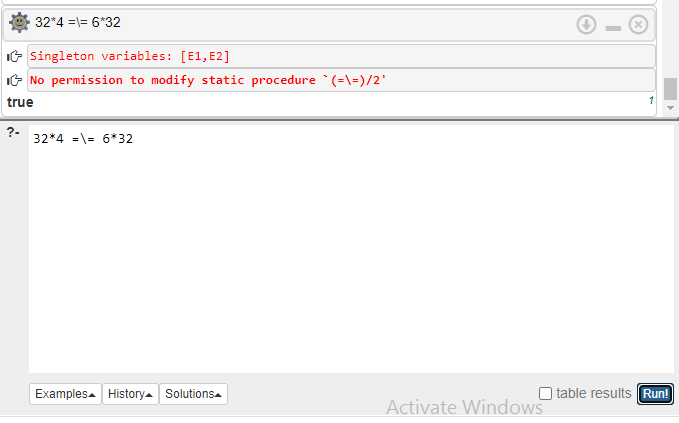 32*4 =\= 6*32
Singleton variables: [E1,E2]
No permission to modify static procedure `(=\=)/2'
true
1
?-
32*4 =\= 6*32
Examples History Solutions table results Run!
Activate Windows